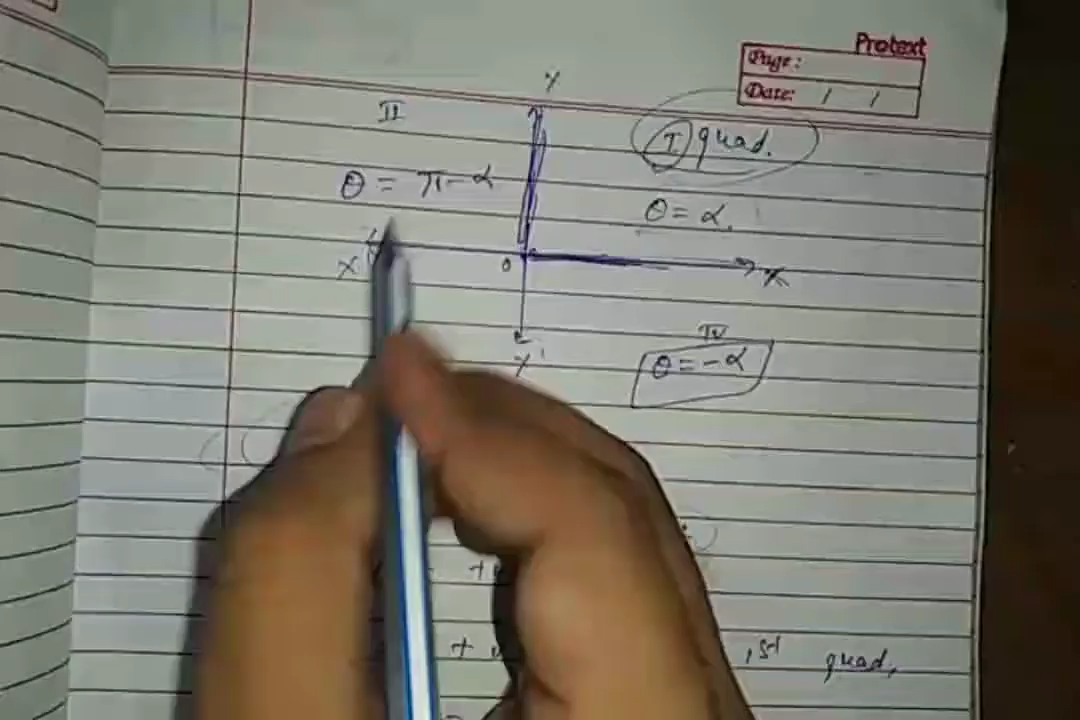 Protext
Page:
Date: / /
Y
II
I quad.
θ = π - α
θ = α
X'
O
X
Y'
IV
θ = - α
+
+
1st quad,